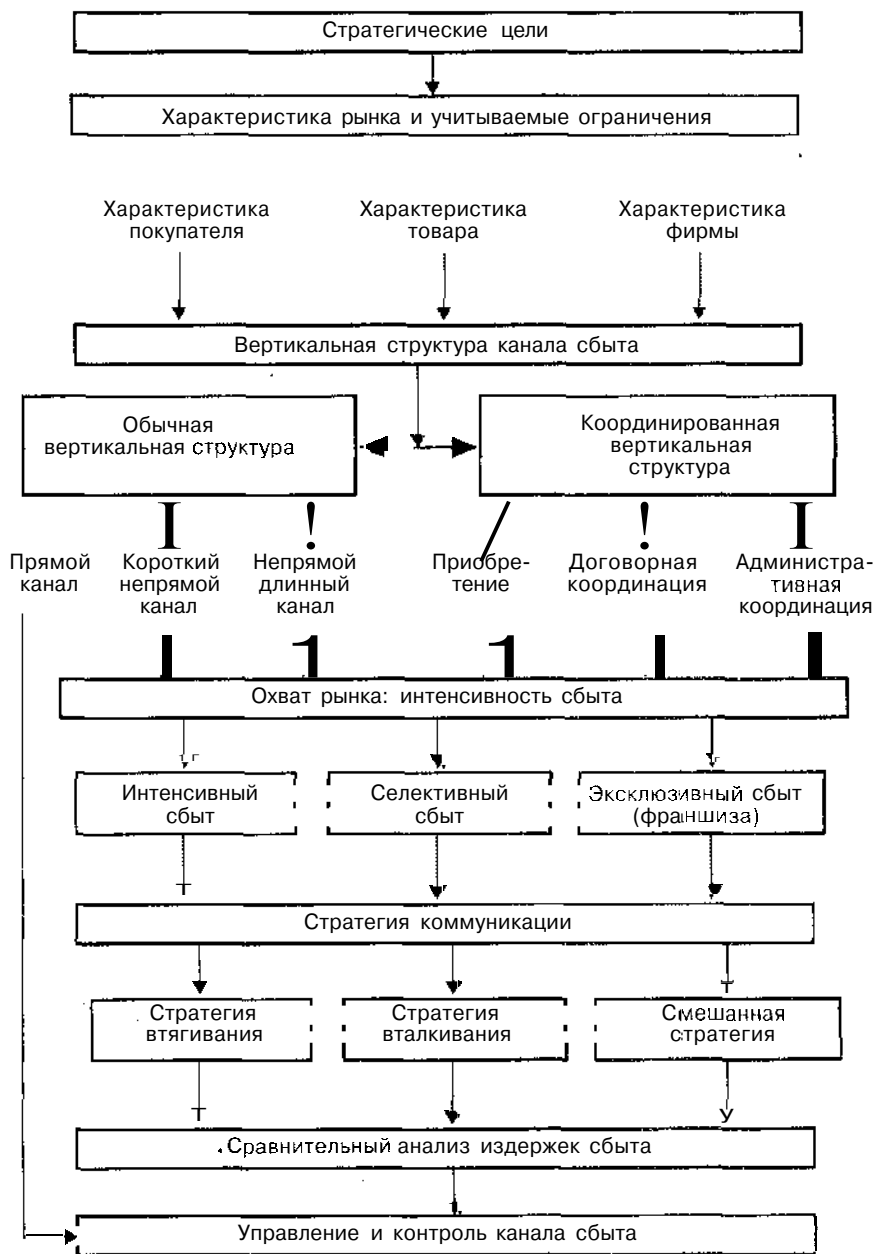 Стратегические цели
Характеристика рынка и учитываемые ограничения
Характеристика
покупателя
Характеристика
товара
Характеристика
фирмы
Вертикальная структура канала сбыта
Обычная
вертикальная структура
Координированная
вертикальная
структура
Прямой
канал
Короткий
непрямой
канал
Непрямой
длинный
канал
Приобре-
тение
Договорная
координация
Администра-
тивная
координация
Охват рынка: интенсивность сбыта
Интенсивный
сбыт
Селективный
сбыт
Эксклюзивный сбыт
(франшиза)
Стратегия коммуникации
Стратегия
втягивания
Стратегия
вталкивания
Смешанная
стратегия
Сравнительный анализ издержек сбыта
Управление и контроль канала сбыта